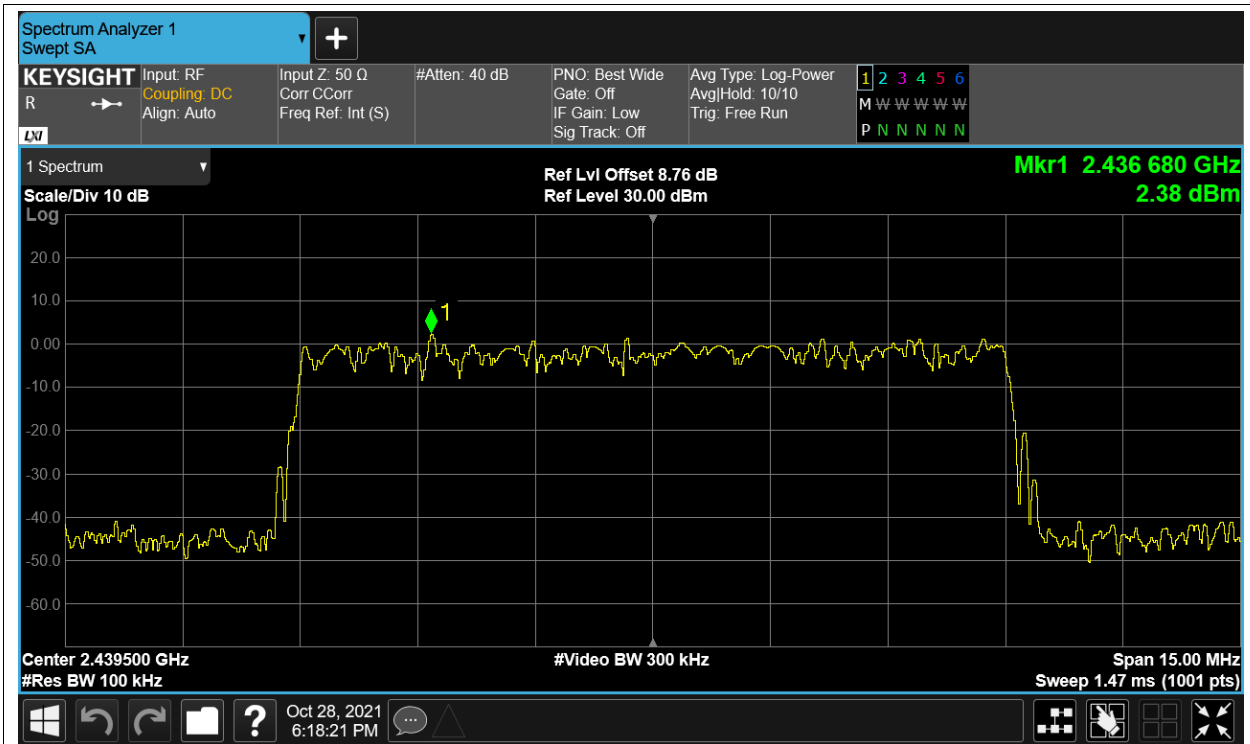 Spectrum Analyzer 1
Swept SA
+
KEYSIGHT
R
LXI
Input: RF
Coupling: DC
Align: Auto
Input Z: 50 Ω
Corr CCorr
Freq Ref: Int (S)
#Atten: 40 dB
PNO: Best Wide
Gate: Off
IF Gain: Low
Sig Track: Off
Avg Type: Log-Power
Avg|Hold: 10/10
Trig: Free Run
1 2 3 4 5 6
M W W W W W
P N N N N N
1 Spectrum
Scale/Div 10 dB
Log
Ref Lvl Offset 8.76 dB
Ref Level 30.00 dBm
Mkr1 2.436 680 GHz
2.38 dBm
20.0
10.0
0.00
-10.0
-20.0
-30.0
-40.0
-50.0
-60.0
1
Center 2.439500 GHz
#Res BW 100 kHz
#Video BW 300 kHz
Span 15.00 MHz
Sweep 1.47 ms (1001 pts)
?
Oct 28, 2021
6:18:21 PM